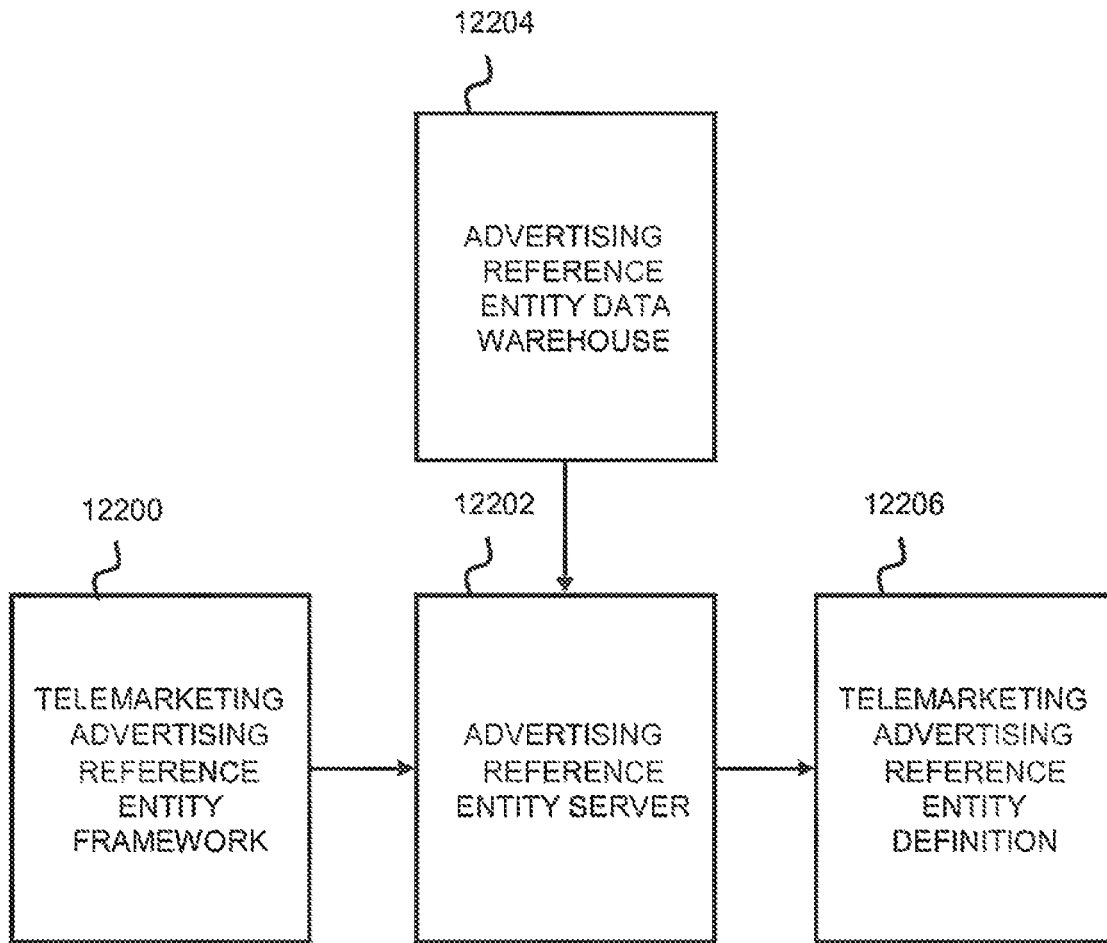 12204
ADVERTISING
REFERENCE
ENTITY DATA
WAREHOUSE
12200
12202
12206
TELEMARKETING
ADVERTISING
REFERENCE
ENTITY
FRAMEWORK
ADVERTISING
REFERENCE
ENTITY SERVER
TELEMARKETING
ADVERTISING
REFERENCE
ENTITY
DEFINITION